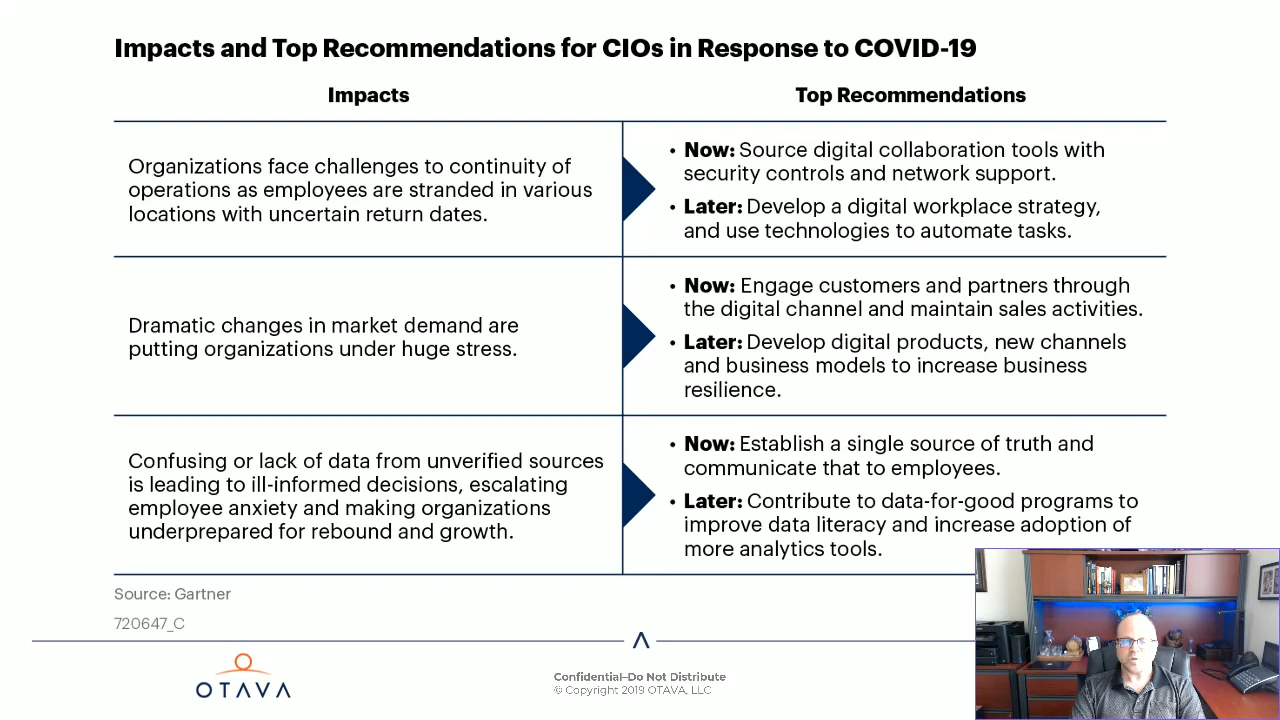 Impacts and Top Recommendations for CIOs in Response to COVID-19
Impacts
Top Recommendations
Organizations face challenges to continuity of
operations as employees are stranded in various
locations with uncertain return dates.
• Now: Source digital collaboration tools with
security controls and network support.
• Later: Develop a digital workplace strategy,
and use technologies to automate tasks.
Dramatic changes in market demand are
putting organizations under huge stress.
• Now: Engage customers and partners through
the digital channel and maintain sales activities.
• Later: Develop digital products, new channels
and business models to increase business
resilience.
Confusing or lack of data from unverified sources
is leading to ill-informed decisions, escalating
employee anxiety and making organizations
underprepared for rebound and growth.
• Now: Establish a single source of truth and
communicate that to employees.
• Later: Contribute to data-for-good programs to
improve data literacy and increase adoption of
more analytics tools.
Source: Gartner
720647_C
OTAVA
Confidential–Do Not Distribute
© Copyright 2019 OTAVA, LLC